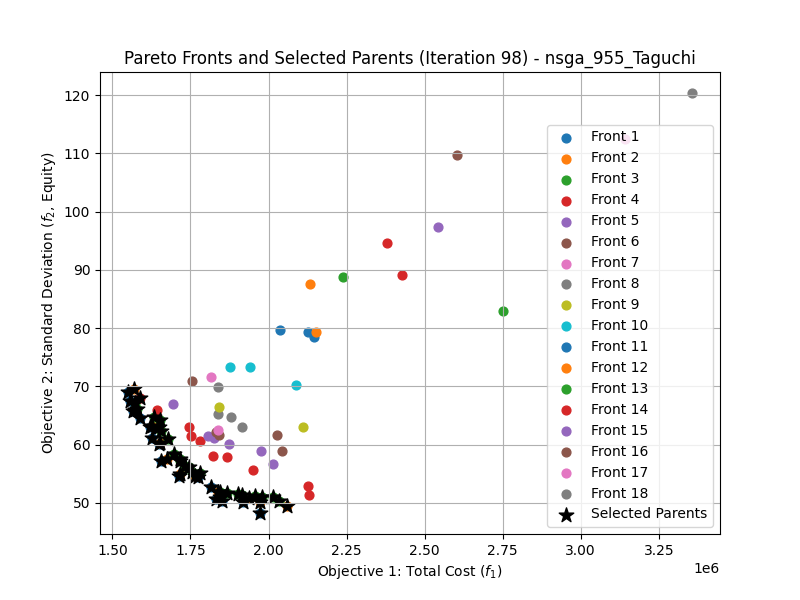 Pareto Fronts and Selected Parents (Iteration 98) - nsga_955_Taguchi
Objective 2: Standard Deviation (f₂, Equity)
120
110
100
90
80
70
60
50
Front 1
Front 2
Front 3
Front 4
Front 5
Front 6
Front 7
Front 8
Front 9
Front 10
Front 11
Front 12
Front 13
Front 14
Front 15
Front 16
Front 17
Front 18
Selected Parents
1.50 1.75 2.00 2.25 2.50 2.75 3.00 3.25
1e6
Objective 1: Total Cost (f₁)